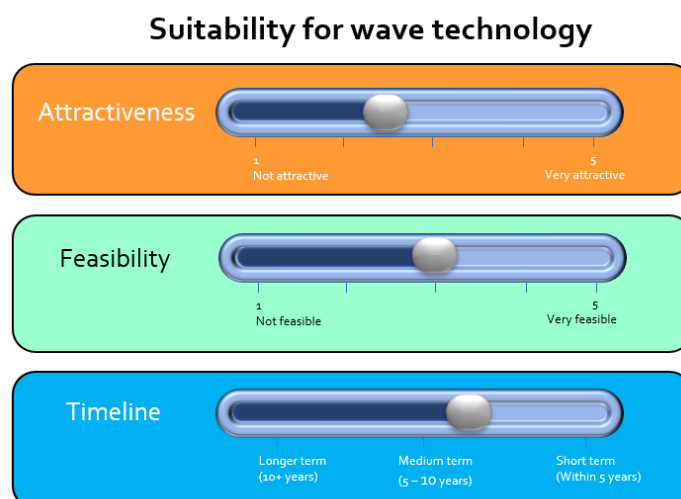 Suitability for wave technology
Attractiveness
1
5
Not attractive
Very attractive
Feasibility
1
5
Not feasible
Very feasible
Timeline
Longer term
(10+ years)
Medium term
(5 – 10 years)
Short term
(Within 5 years)